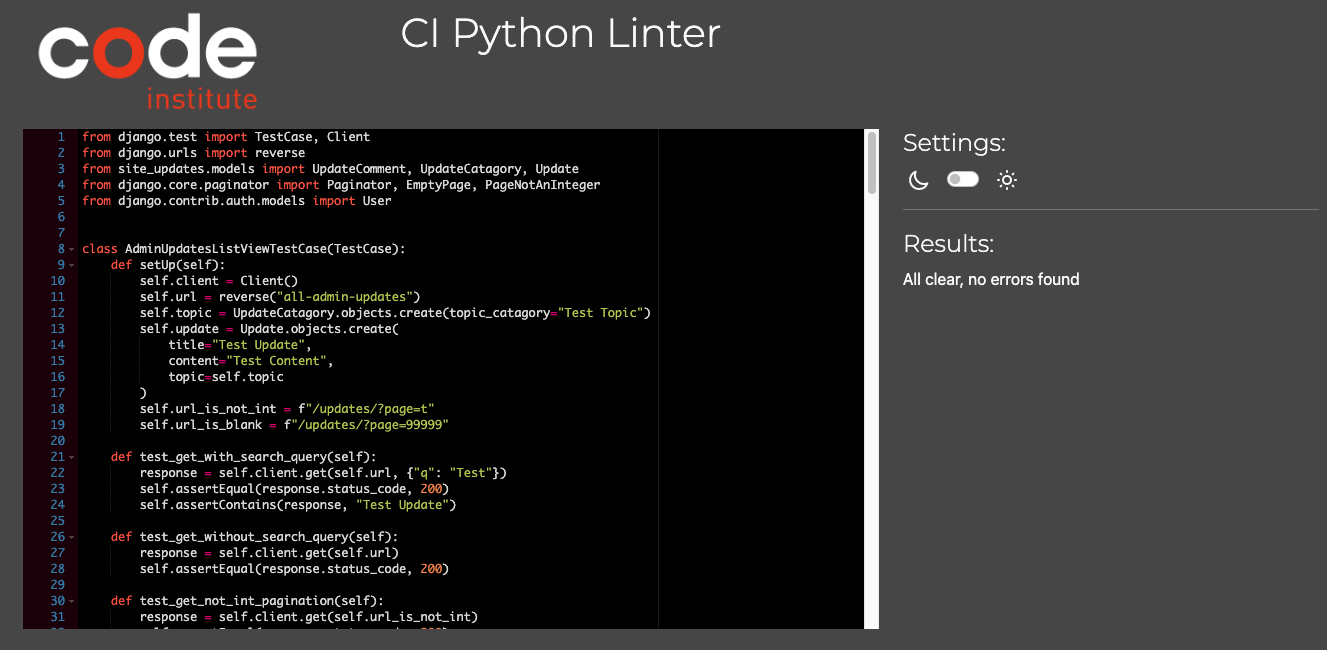 code
institute
CI Python Linter
1 from django.test import TestCase, Client
2 from django.urls import reverse
3 from site_updates.models import UpdateComment, UpdateCatagory, Update
4 from django.core.paginator import Paginator, EmptyPage, PageNotAnInteger
5 from django.contrib.auth.models import User
6
7
8 class AdminUpdatesListViewTestCase(TestCase):
9     def setUp(self):
10         self.client = Client()
11         self.url = reverse("all-admin-updates")
12         self.topic = UpdateCatagory.objects.create(topic_catagory="Test Topic")
13         self.update = Update.objects.create(
14             title="Test Update",
15             content="Test Content",
16             topic=self.topic
17         )
18         self.url_is_not_int = f"/updates/?page=t"
19         self.url_is_blank = f"/updates/?page=99999"
20
21     def test_get_with_search_query(self):
22         response = self.client.get(self.url, {"q": "Test"})
23         self.assertEqual(response.status_code, 200)
24         self.assertContains(response, "Test Update")
25
26     def test_get_without_search_query(self):
27         response = self.client.get(self.url)
28         self.assertEqual(response.status_code, 200)
29
30     def test_get_not_int_pagination(self):
31         response = self.client.get(self.url_is_not_int)
Settings:
Results:
All clear, no errors found